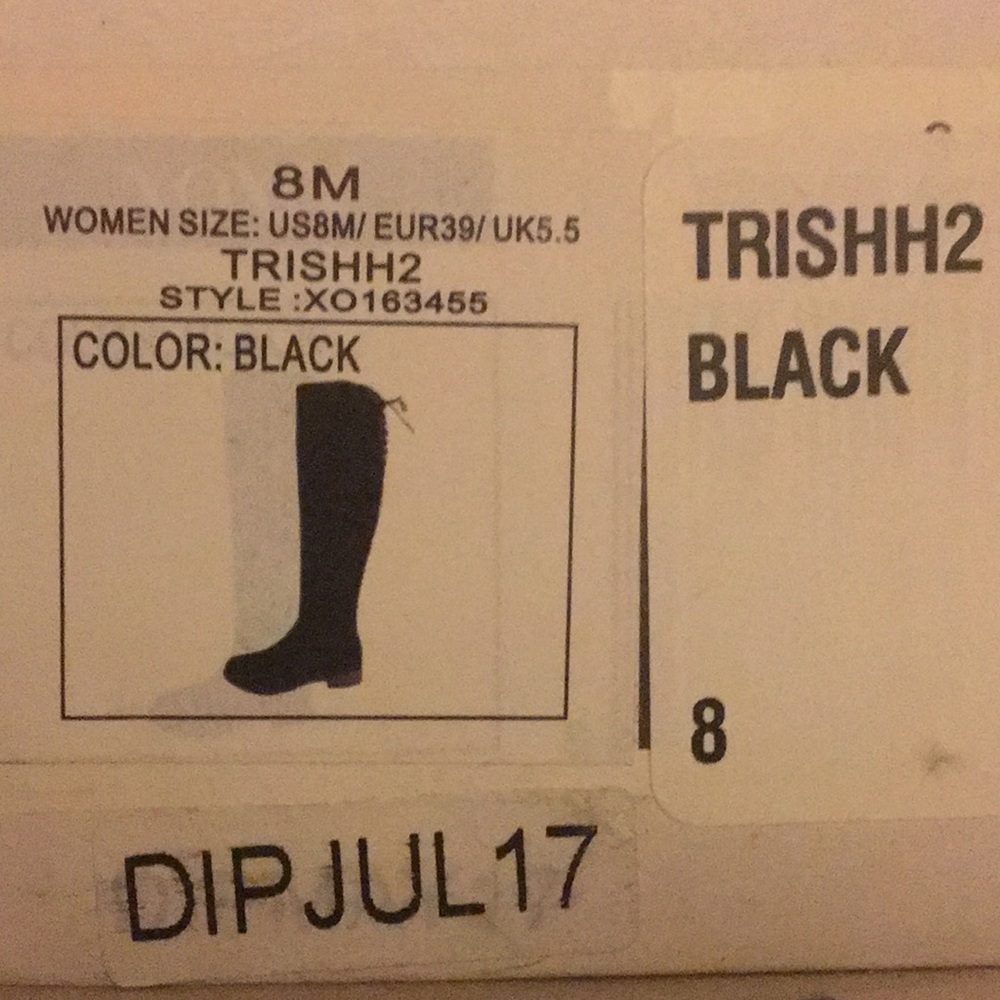 8M
WOMEN SIZE: US8M/ EUR39/ UK5.5
TRISHH2
STYLE :XO163455
COLOR: BLACK
TRISHH2
BLACK
8
DIPJUL17